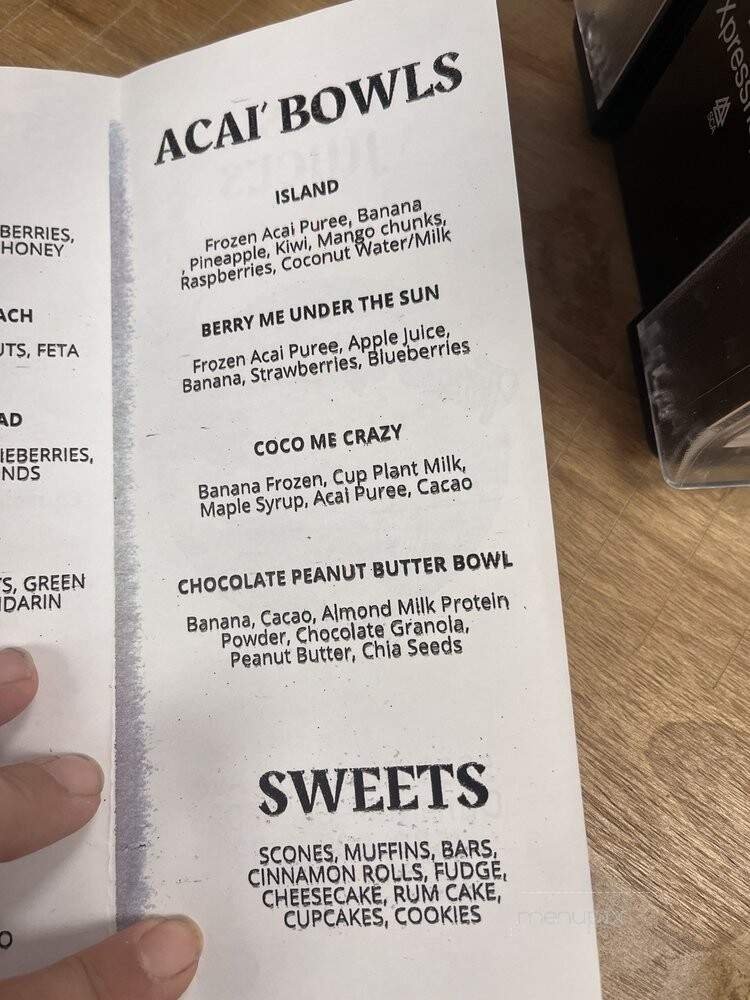 BERRIES,
HONEY
ACH
UTS, FETA
AD
IEBERRIES,
NDS
TS, GREEN
NDARIN
O
ACAI' BOWLS
ISLAND
Frozen Acai Puree, Banana
, Pineapple, Kiwi, Mango chunks,
Raspberries, Coconut Water/Milk
BERRY ME UNDER THE SUN
Frozen Acai Puree, Apple Juice,
Banana, Strawberries, Blueberries
COCO ME CRAZY
Banana Frozen, Cup Plant Milk,
Maple Syrup, Acai Puree, Cacao
CHOCOLATE PEANUT BUTTER BOWL
Banana, Cacao, Almond Milk Protein
Powder, Chocolate Granola,
Peanut Butter, Chia Seeds
SWEETS
SCONES, MUFFINS, BARS,
CINNAMON ROLLS, FUDGE,
CHEESECAKE, RUM CAKE,
CUPCAKES, COOKIES
menupix